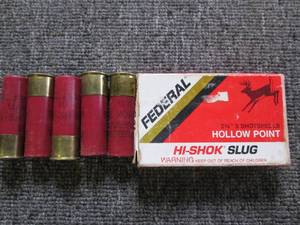 FEDERAL
HOLLOW POINT
HI-SHOK® SLUG
WARNING KEEP OUT OF REACH OF CHILDREN